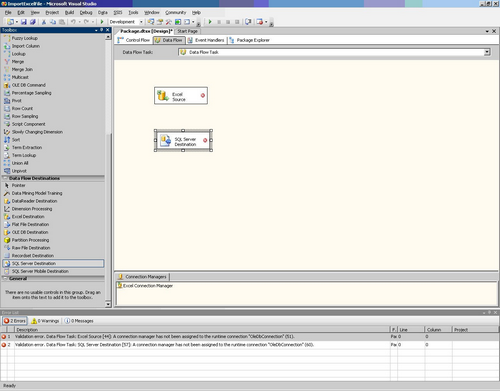 ImportExcelFile - Microsoft Visual Studio
File Edit View Project Build Debug Data SSIS Tools Window Community Help
Development
Toolbox
Fuzzy Lookup
Import Column
Lookup
Merge
Merge Join
Multicast
OLE DB Command
Percentage Sampling
Pivot
Row Count
Row Sampling
Script Component
Slowly Changing Dimension
Sort
Term Extraction
Term Lookup
Union All
Unpivot
Data Flow Destinations
Pointer
Data Mining Model Training
DataReader Destination
Dimension Processing
Excel Destination
Flat File Destination
OLE DB Destination
Partition Processing
Raw File Destination
Recordset Destination
SQL Server Destination
SQL Server Mobile Destination
General
There are no usable controls in this group. Drag an
item onto this text to add it to the toolbox.
Package.dtsx [Design]* Start Page
Control Flow Data Flow Event Handlers Package Explorer
Data Flow Task: Data Flow Task
Excel
Source
SQL Server
Destination
Connection Managers
Excel Connection Manager
Error List
2 Errors 0 Warnings 0 Messages
Description F. Line Column Project
1 Validation error. Data Flow Task: Excel Source [44]: A connection manager has not been assigned to the runtime connection "OleDbConnection" (51). Pac 0 0
2 Validation error. Data Flow Task: SQL Server Destination [57]: A connection manager has not been assigned to the runtime connection "OleDbConnection" (60). Pac 0 0
Ready